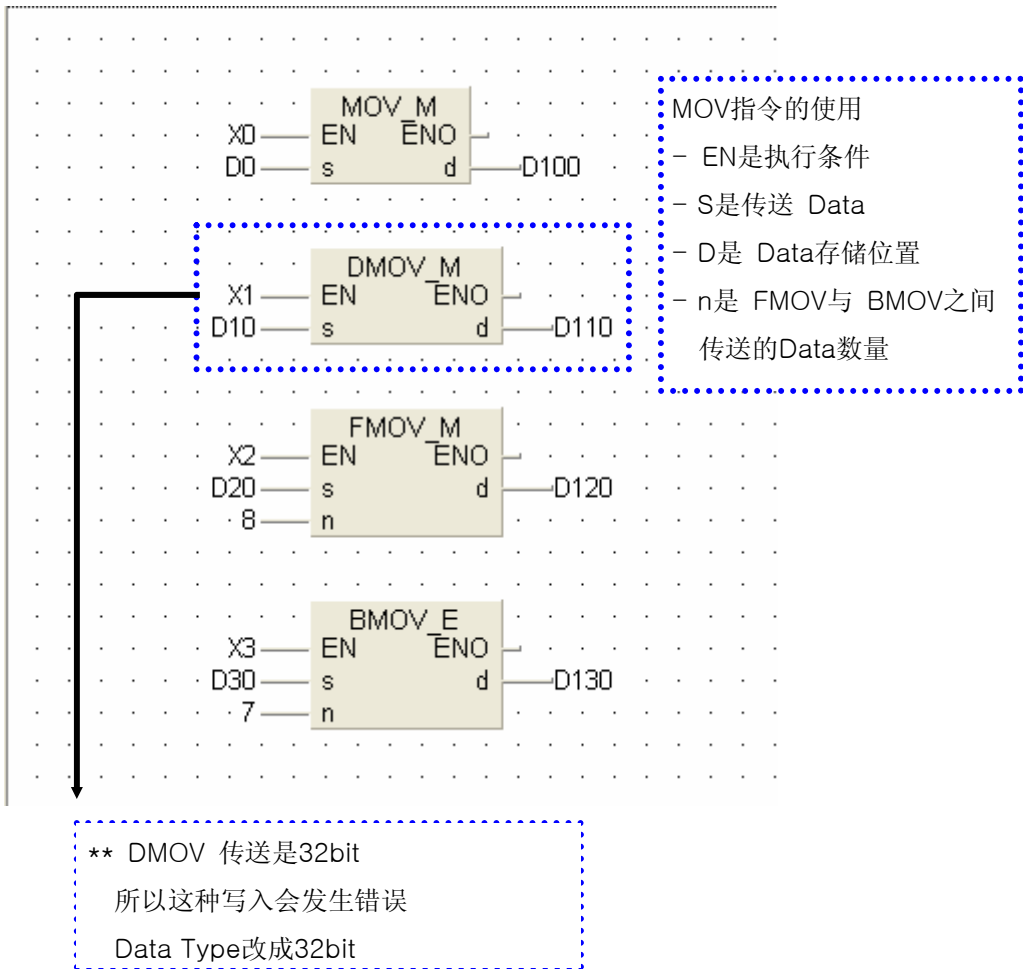 MOV_M
X0 EN ENO
D0 s d D100
DMOV_M
X1 EN ENO
D10 s d D110
FMOV_M
X2 EN ENO
D20 s d D120
8 n
BMOV_E
X3 EN ENO
D30 s d D130
7 n
MOV指令的使用
- EN是执行条件
- S是传送 Data
- D是 Data存储位置
- n是 FMOV与 BMOV之间
传送的Data数量
** DMOV 传送是32bit
所以这种写入会发生错误
Data Type改成32bit